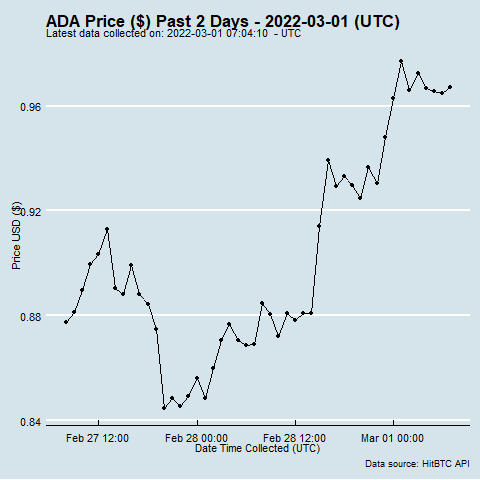 ADA Price ($) Past 2 Days - 2022-03-01 (UTC)
Latest data collected on: 2022-03-01 07:04:10 - UTC
0.96
0.92
Price USD ($)
0.88
0.84
Feb 27 12:00
Feb 28 00:00
Feb 28 12:00
Mar 01 00:00
Date Time Collected (UTC)
Data source: HitBTC API